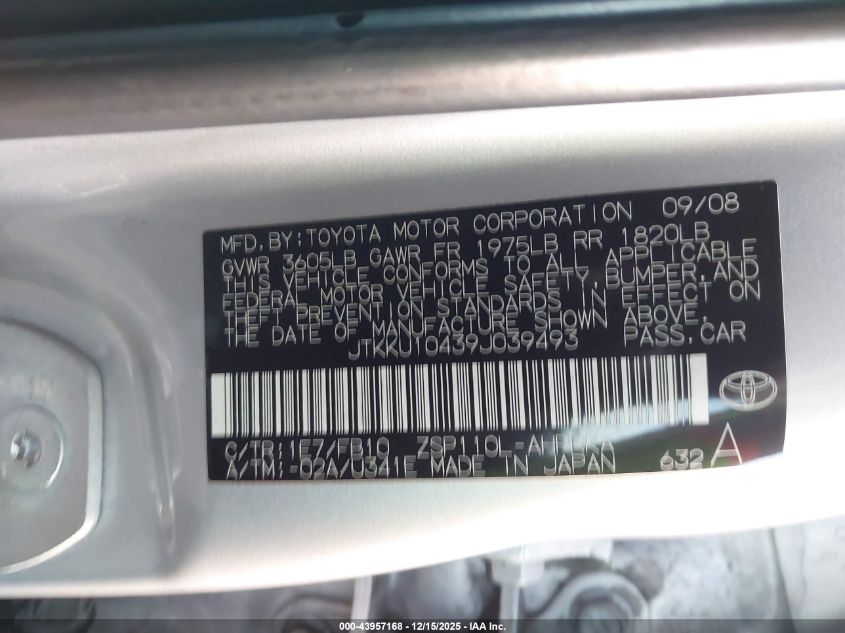 MFD. BY: TOYOTA MOTOR CORPORATION 09/08
GVWR 3605LB GAWR FR 1975LB RR 1820LB
THIS VEHICLE CONFORMS TO ALL APPLICABLE
FEDERAL MOTOR VEHICLE SAFETY, BUMPER, AND
THEFT PREVENTION STANDARDS IN EFFECT ON
THE DATE OF MANUFACTURE SHOWN ABOVE.
JTKKU10439J039493 PASS. CAR
C/TR: 1E7/FB10 ZSP110L-
A/TM: -02A/U341E MADE IN JAPAN 632 A
000-43957168 - 12/15/2025 - IAA Inc.